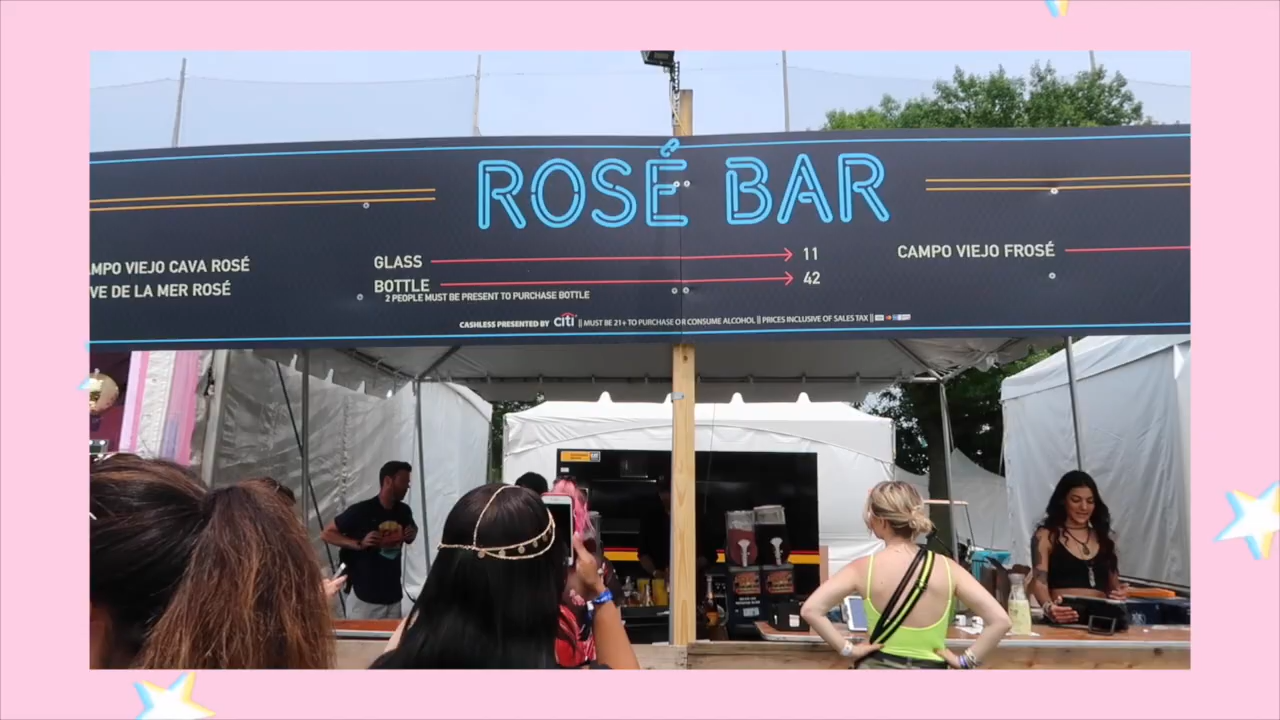 ROSÉ BAR
MPO VIEJO CAVA ROSÉ
VE DE LA MER ROSÉ
GLASS 11
BOTTLE 42
2 PEOPLE MUST BE PRESENT TO PURCHASE BOTTLE
CAMPO VIEJO FROSÉ
CASHLESS PRESENTED BY citi || MUST BE 21+ TO PURCHASE OR CONSUME ALCOHOL || PRICES INCLUSIVE OF SALES TAX ||